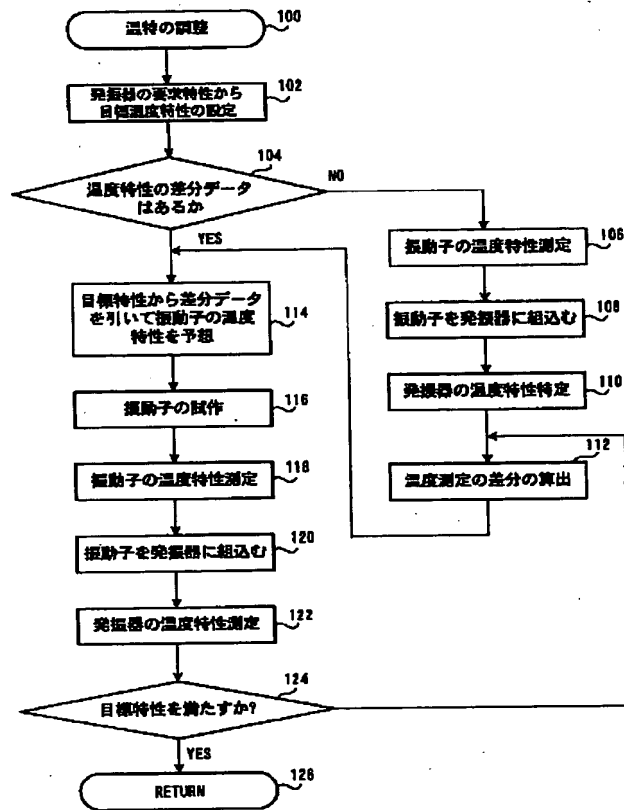 温特の調整
100
発振器の要求特性から
目標温度特性の設定
102
104
温度特性の差分データ
はあるか
NO
YES
振動子の温度特性測定
106
振動子を発振器に組込む
108
発振器の温度特性特定
110
112
温度測定の差分の算出
目標特性から差分データ
を引いて振動子の温度
特性を予想
114
振動子の試作
116
振動子の温度特性測定
118
振動子を発振器に組込む
120
発振器の温度特性測定
122
124
目標特性を満たすか?
YES
RETURN
126